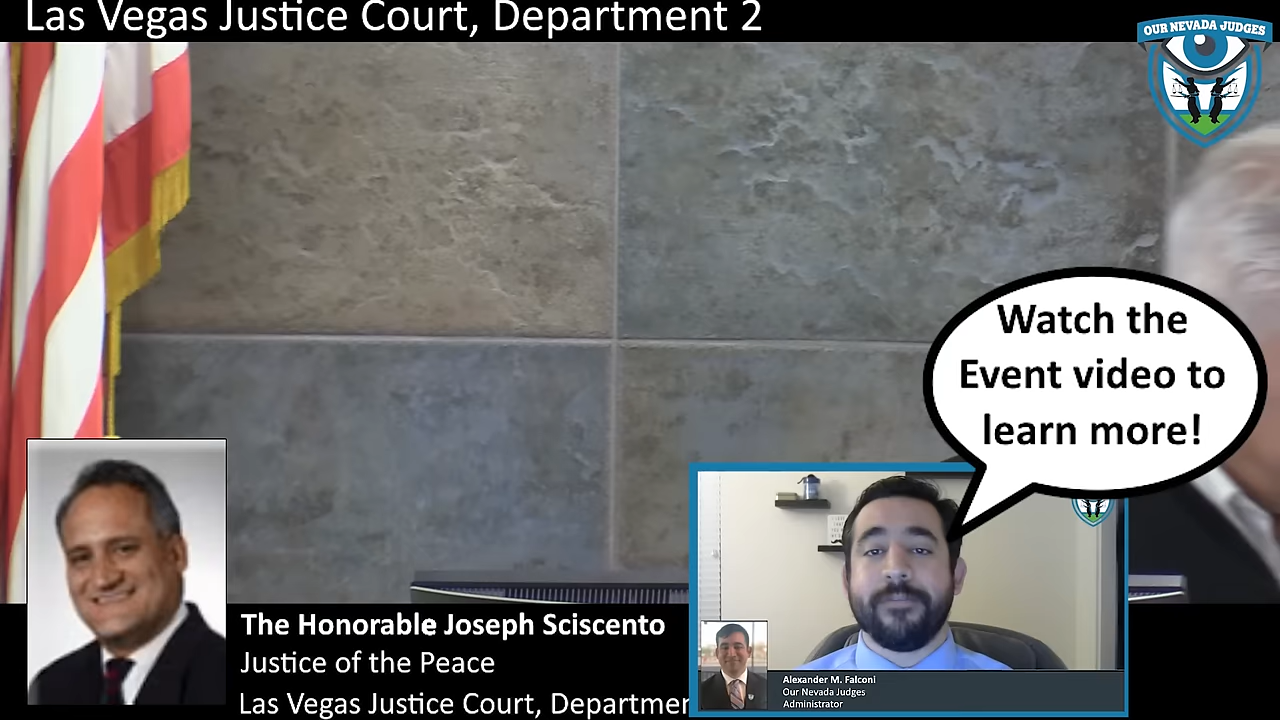 Las Vegas Justice Court, Department 2
OUR NEVADA JUDGES
Watch the
Event video to
learn more!
The Honorable Joseph Sciscento
Justice of the Peace
Las Vegas Justice Court, Departmen
Alexander M. Falconi
Our Nevada Judges
Administrator